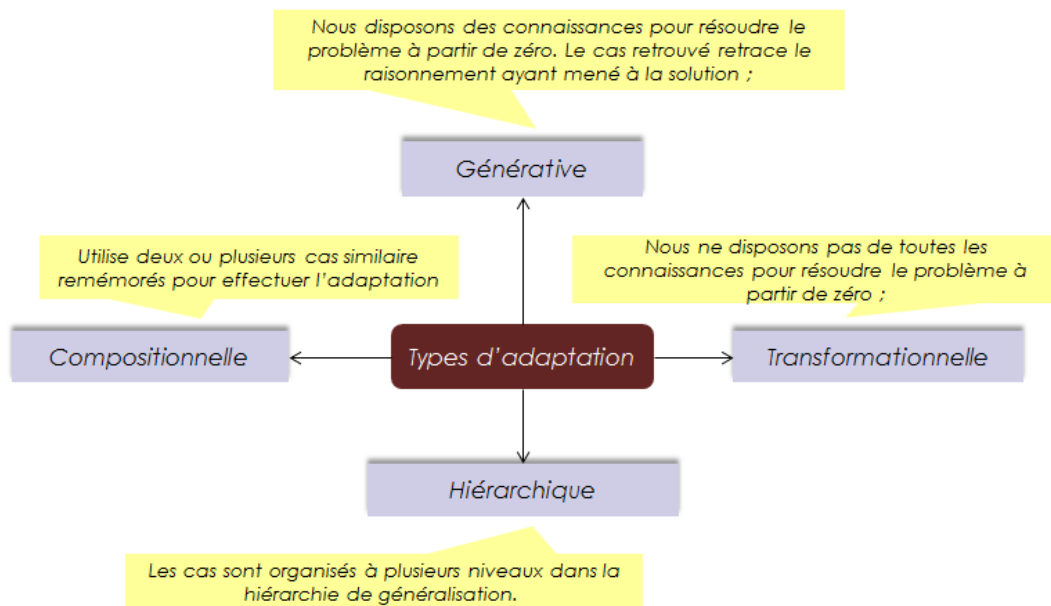 Nous disposons des connaissances pour résoudre le
problème à partir de zéro. Le cas retrouvé retrace le
raisonnement ayant mené à la solution ;
Générative
Utilise deux ou plusieurs cas similaire
remémorés pour effectuer l'adaptation
Nous ne disposons pas de toutes les
connaissances pour résoudre le problème à
partir de zéro ;
Compositionnelle
Types d'adaptation
Transformationnelle
Hiérarchique
Les cas sont organisés à plusieurs niveaux dans la
hiérarchie de généralisation.